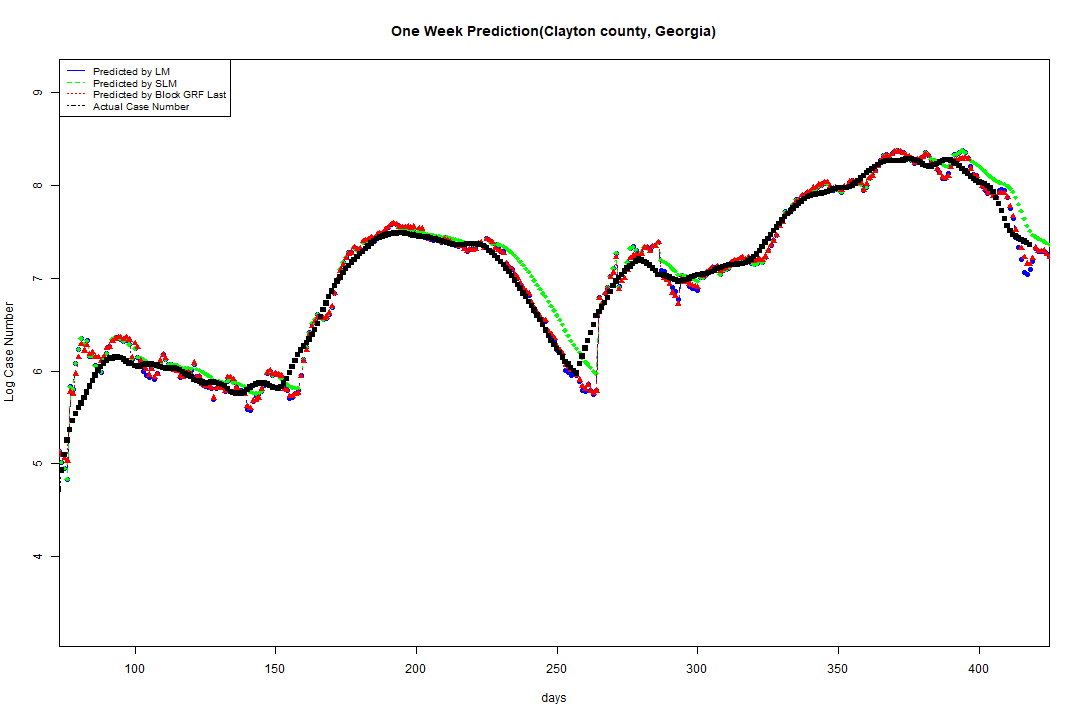 One Week Prediction(Clayton county, Georgia)
Predicted by LM
Predicted by SLM
Predicted by Block GRF Last
Actual Case Number
9
8
7
6
5
4
Log Case Number
100 150 200 250 300 350 400
days